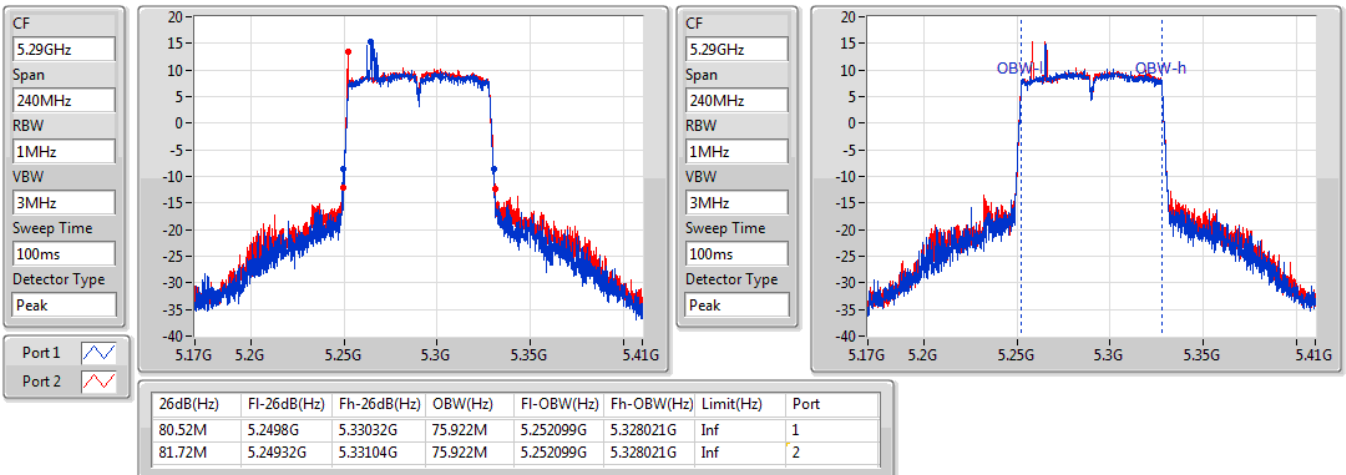 CF
5.29GHz
Span
240MHz
RBW
1MHz
VBW
3MHz
Sweep Time
100ms
Detector Type
Peak
Port 1
Port 2
20
15
10
5
0
-5
-10
-15
-20
-25
-30
-35
-40
5.17G 5.2G 5.25G 5.3G 5.35G 5.41G
CF
5.29GHz
Span
240MHz
RBW
1MHz
VBW
3MHz
Sweep Time
100ms
Detector Type
Peak
20
15
10
5
0
-5
-10
-15
-20
-25
-30
-35
-40
OBW-l OBW-h
5.17G 5.2G 5.25G 5.3G 5.35G 5.41G
26dB(Hz) Fl-26dB(Hz) Fh-26dB(Hz) OBW(Hz) Fl-OBW(Hz) Fh-OBW(Hz) Limit(Hz) Port
80.52M 5.2498G 5.33032G 75.922M 5.252099G 5.328021G Inf 1
81.72M 5.24932G 5.33104G 75.922M 5.252099G 5.328021G Inf 2